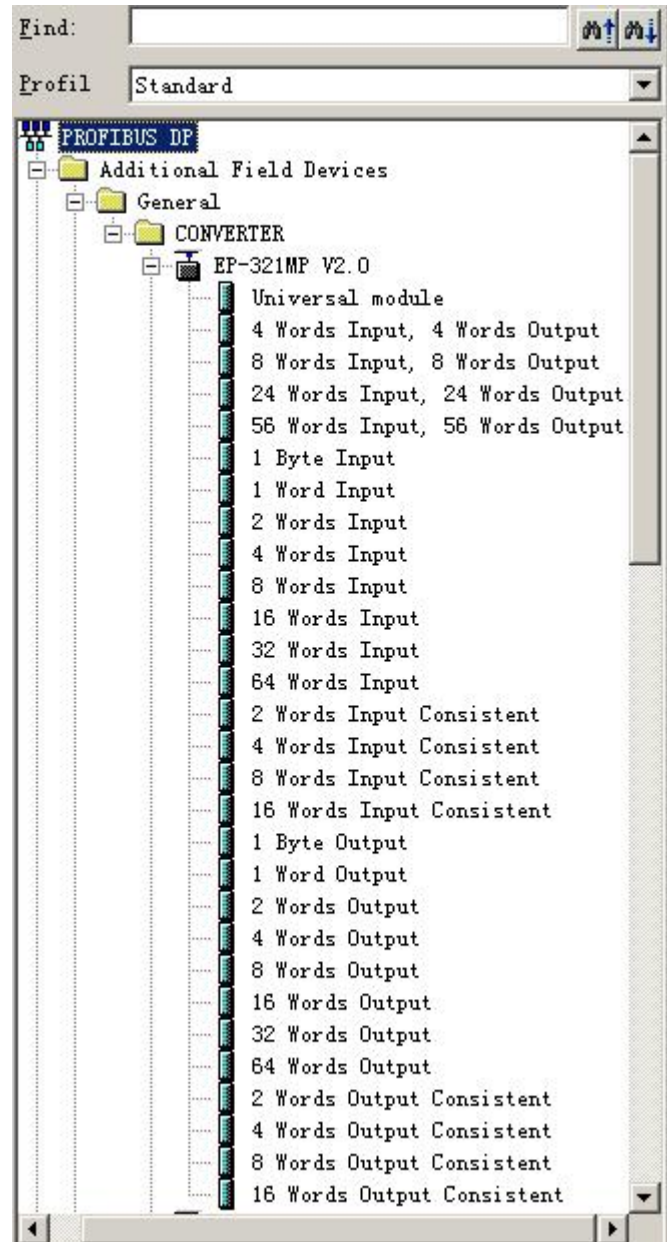 Find:
Profil Standard
PROFIBUS DP
Additional Field Devices
General
CONVERTER
EP-321MP V2.0
Universal module
4 Words Input, 4 Words Output
8 Words Input, 8 Words Output
24 Words Input, 24 Words Output
56 Words Input, 56 Words Output
1 Byte Input
1 Word Input
2 Words Input
4 Words Input
8 Words Input
16 Words Input
32 Words Input
64 Words Input
2 Words Input Consistent
4 Words Input Consistent
8 Words Input Consistent
16 Words Input Consistent
1 Byte Output
1 Word Output
2 Words Output
4 Words Output
8 Words Output
16 Words Output
32 Words Output
64 Words Output
2 Words Output Consistent
4 Words Output Consistent
8 Words Output Consistent
16 Words Output Consistent